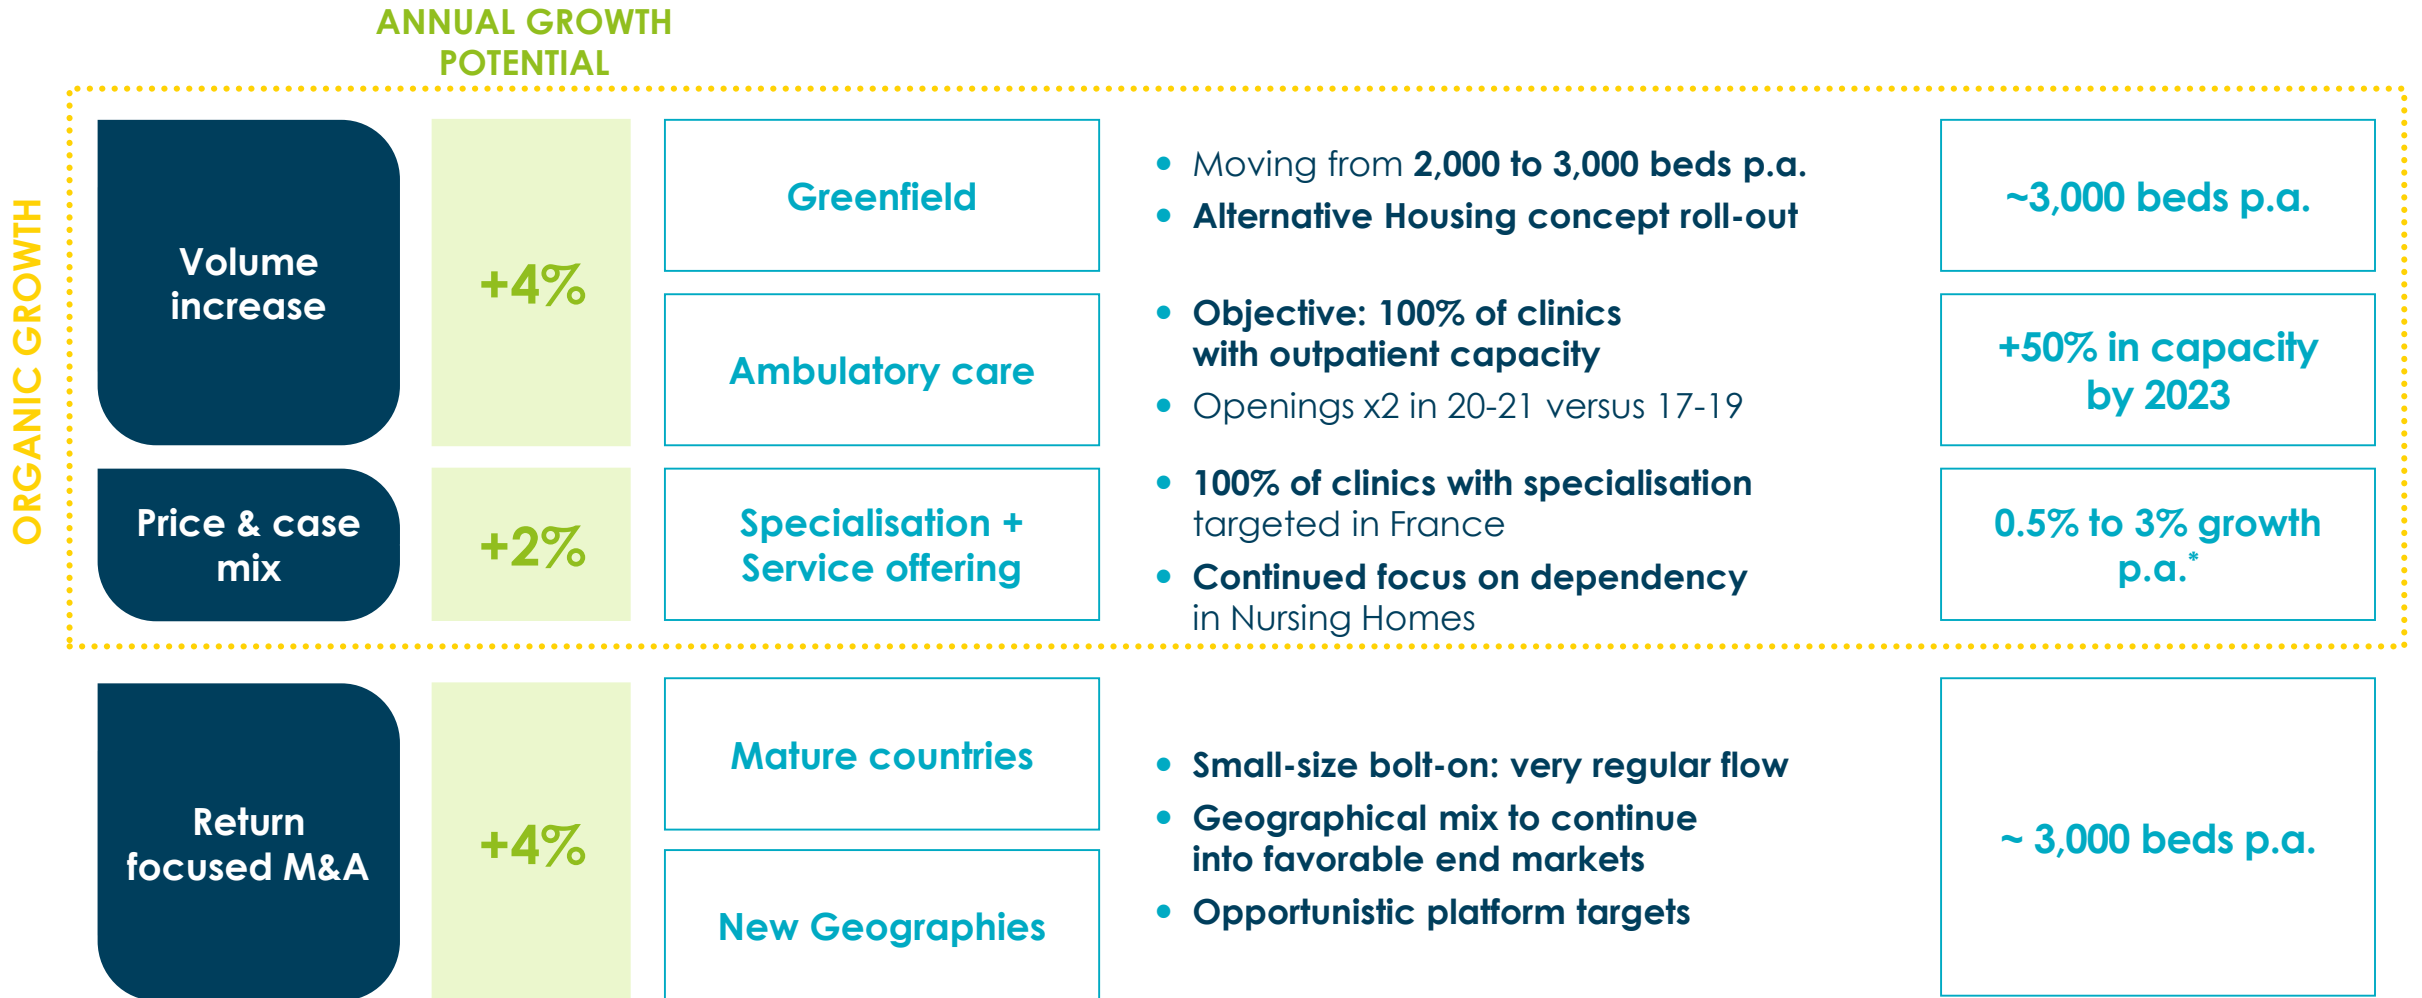 ANNUAL GROWTH
POTENTIAL
ORGANIC GROWTH
Volume
increase
+4%
Greenfield
• Moving from 2,000 to 3,000 beds p.a.
• Alternative Housing concept roll-out
~3,000 beds p.a.
Ambulatory care
• Objective: 100% of clinics
with outpatient capacity
• Openings x2 in 20-21 versus 17-19
+50% in capacity
by 2023
Price & case
mix
+2%
Specialisation +
Service offering
• 100% of clinics with specialisation
targeted in France
• Continued focus on dependency
in Nursing Homes
0.5% to 3% growth
p.a.*
Return
focused M&A
+4%
Mature countries
New Geographies
• Small-size bolt-on: very regular flow
• Geographical mix to continue
into favorable end markets
• Opportunistic platform targets
~ 3,000 beds p.a.